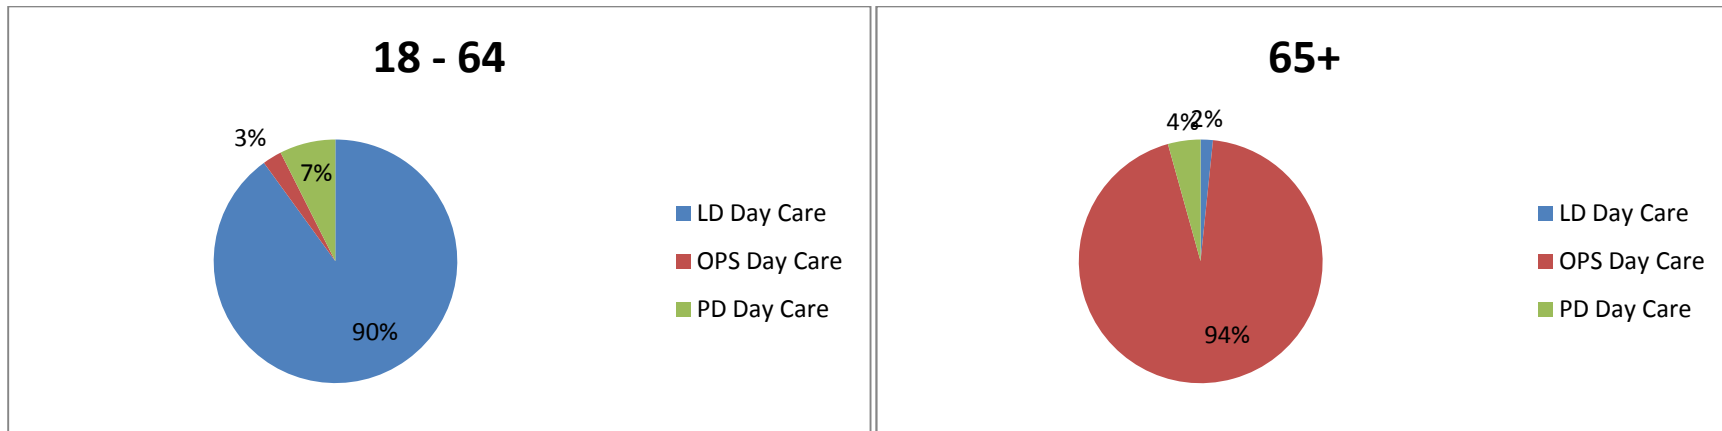 18 - 64
3%
7%
90%
LD Day Care
OPS Day Care
PD Day Care
65+
4%
2%
94%
LD Day Care
OPS Day Care
PD Day Care